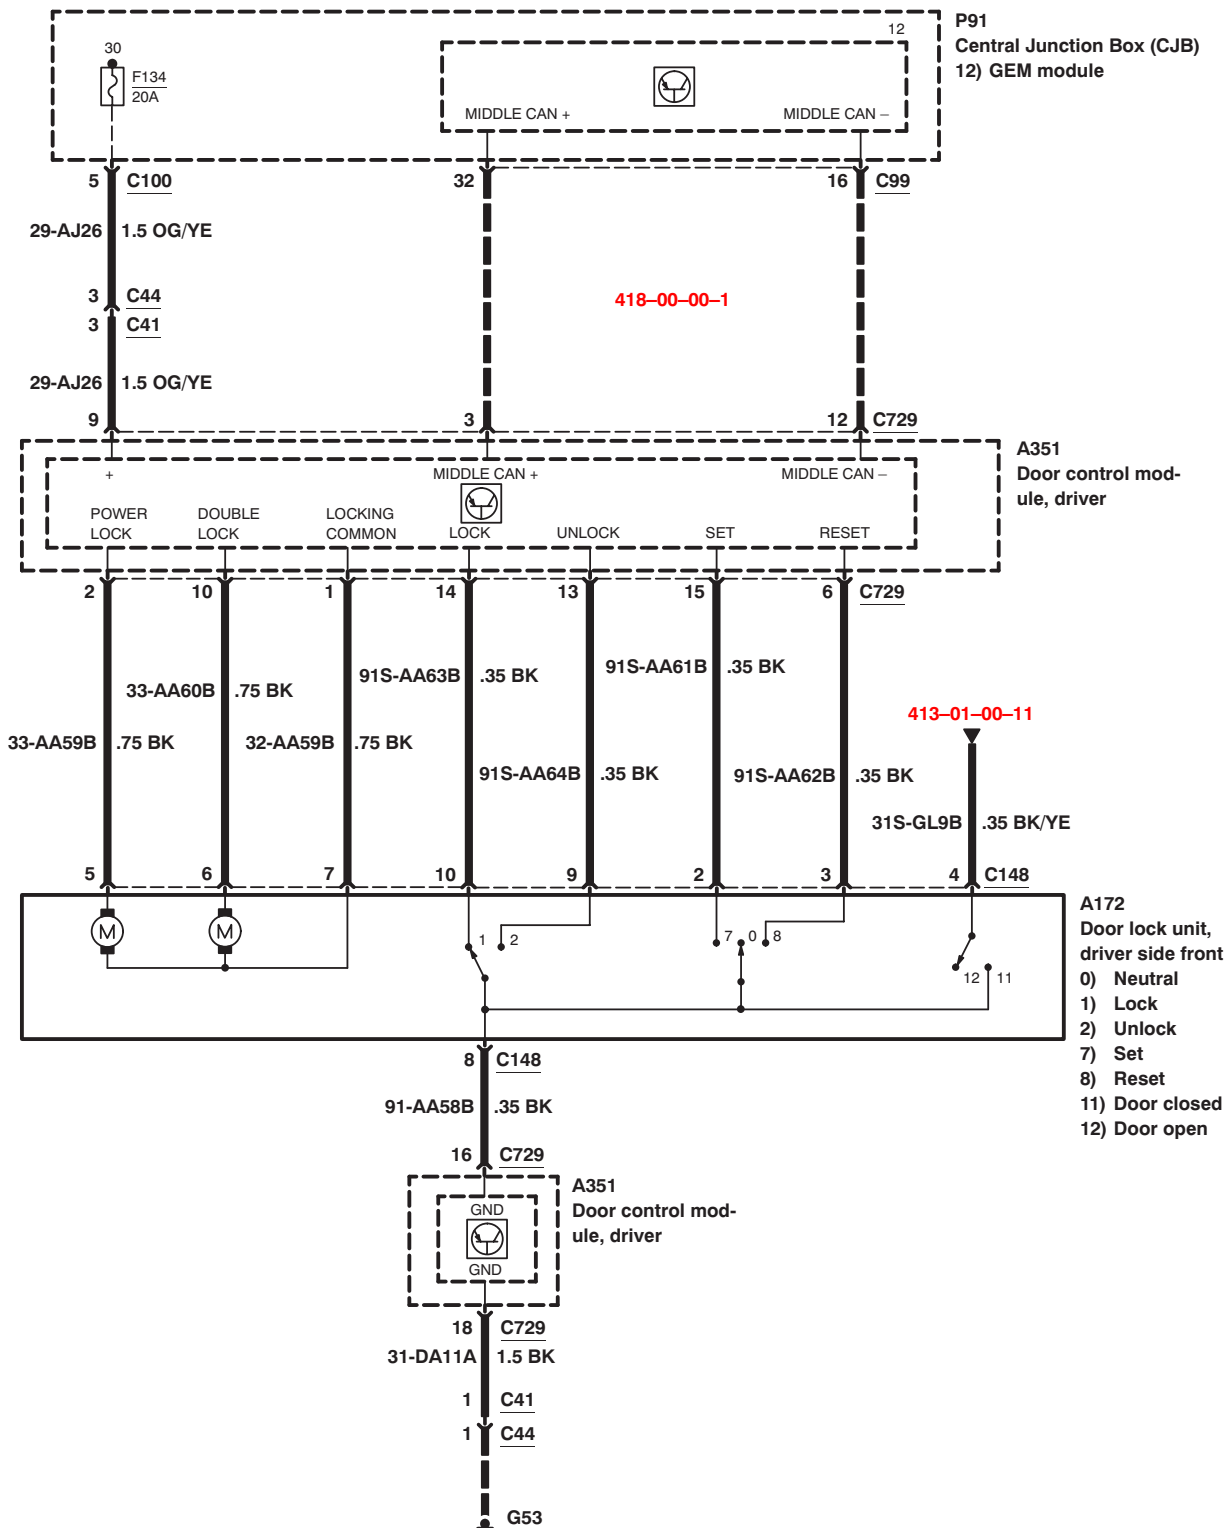 P91
Central Junction Box (CJB)
12) GEM module
30
F134
20A
12
MIDDLE CAN +
MIDDLE CAN –
5 C100
32
16 C99
29-AJ26 1.5 OG/YE
3 C44
3 C41
418–00–00–1
29-AJ26 1.5 OG/YE
9
3
12 C729
A351
Door control mod-
ule, driver
+
MIDDLE CAN +
MIDDLE CAN –
POWER
LOCK
DOUBLE
LOCK
LOCKING
COMMON
LOCK
UNLOCK
SET
RESET
2
10
1
14
13
15
6 C729
91S-AA63B .35 BK
91S-AA61B .35 BK
33-AA60B .75 BK
413–01–00–11
33-AA59B .75 BK
32-AA59B .75 BK
91S-AA64B .35 BK
91S-AA62B .35 BK
31S-GL9B .35 BK/YE
5
6
7
10
9
2
3
4 C148
A172
Door lock unit,
driver side front
0) Neutral
1) Lock
2) Unlock
7) Set
8) Reset
11) Door closed
12) Door open
M
M
1
2
7
0
8
12
11
8 C148
91-AA58B .35 BK
16 C729
A351
Door control mod-
ule, driver
GND
GND
18 C729
31-DA11A 1.5 BK
1 C41
1 C44
G53